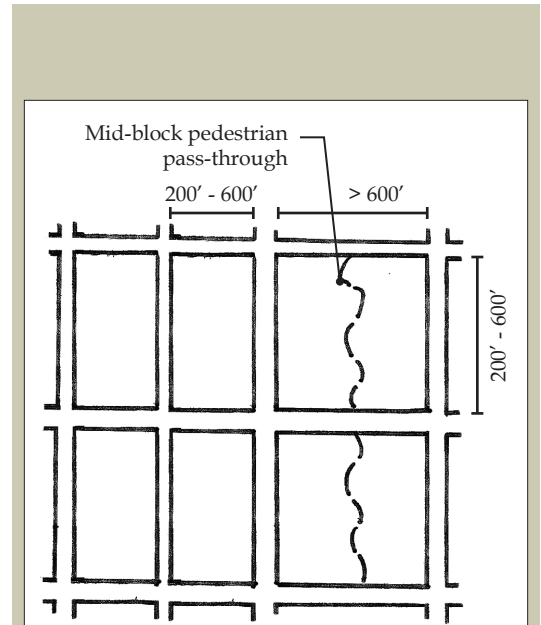 Mid-block pedestrian
pass-through
200′ - 600′
> 600′
200′ - 600′